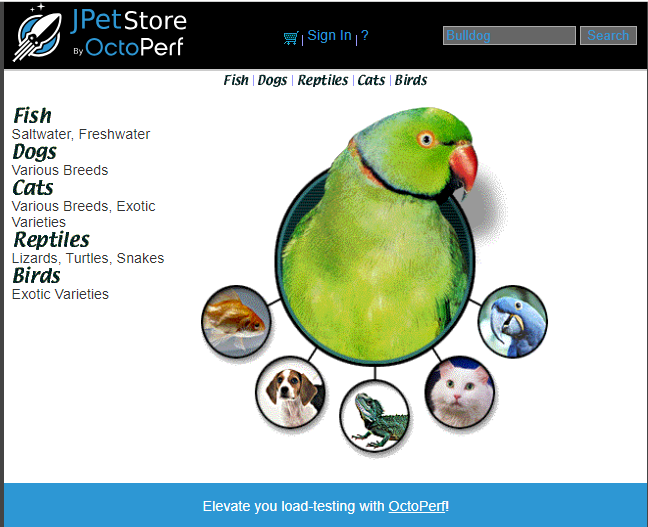 JPetStore
By OctoPerf
Sign In | ?
Bulldog
Search
Fish | Dogs | Reptiles | Cats | Birds
Fish
Saltwater, Freshwater
Dogs
Various Breeds
Cats
Various Breeds, Exotic
Varieties
Reptiles
Lizards, Turtles, Snakes
Birds
Exotic Varieties
Elevate you load-testing with OctoPerf!